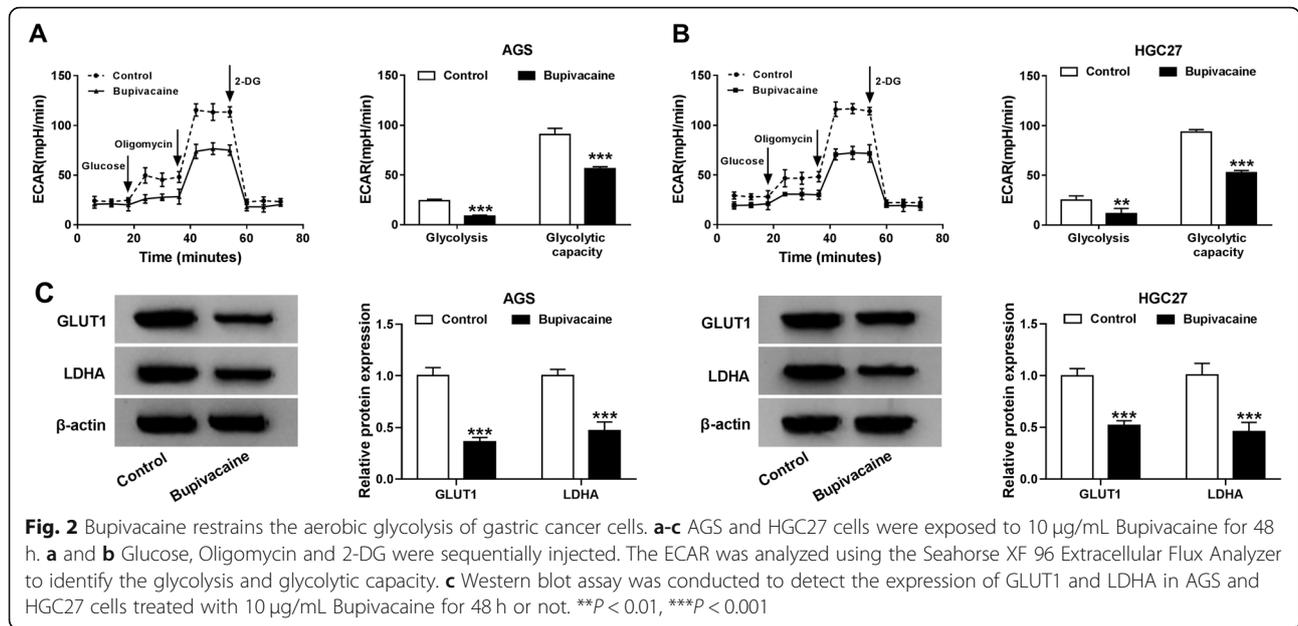 A
150
100
50
0
ECAR(mpH/min)
Control
Bupivacaine
Glucose
Oligomycin
2-DG
0 20 40 60 80
Time (minutes)
AGS
Control Bupivacaine
150
100
50
0
ECAR(mpH/min)
***
***
Glycolysis
Glycolytic
capacity
B
150
100
50
0
ECAR(mpH/min)
Control
Bupivacaine
Glucose
Oligomycin
2-DG
0 20 40 60 80
Time (minutes)
HGC27
Control Bupivacaine
150
100
50
0
ECAR(mpH/min)
**
***
Glycolysis
Glycolytic
capacity
C
GLUT1
LDHA
β-actin
Control
Bupivacaine
AGS
Control Bupivacaine
1.5
1.0
0.5
0.0
Relative protein expression
***
***
GLUT1 LDHA
GLUT1
LDHA
β-actin
Control
Bupivacaine
HGC27
Control Bupivacaine
1.5
1.0
0.5
0.0
Relative protein expression
***
***
GLUT1 LDHA
Fig. 2 Bupivacaine restrains the aerobic glycolysis of gastric cancer cells. a-c AGS and HGC27 cells were exposed to 10 μg/mL Bupivacaine for 48
h. a and b Glucose, Oligomycin and 2-DG were sequentially injected. The ECAR was analyzed using the Seahorse XF 96 Extracellular Flux Analyzer
to identify the glycolysis and glycolytic capacity. c Western blot assay was conducted to detect the expression of GLUT1 and LDHA in AGS and
HGC27 cells treated with 10 μg/mL Bupivacaine for 48 h or not. **P < 0.01, ***P < 0.001